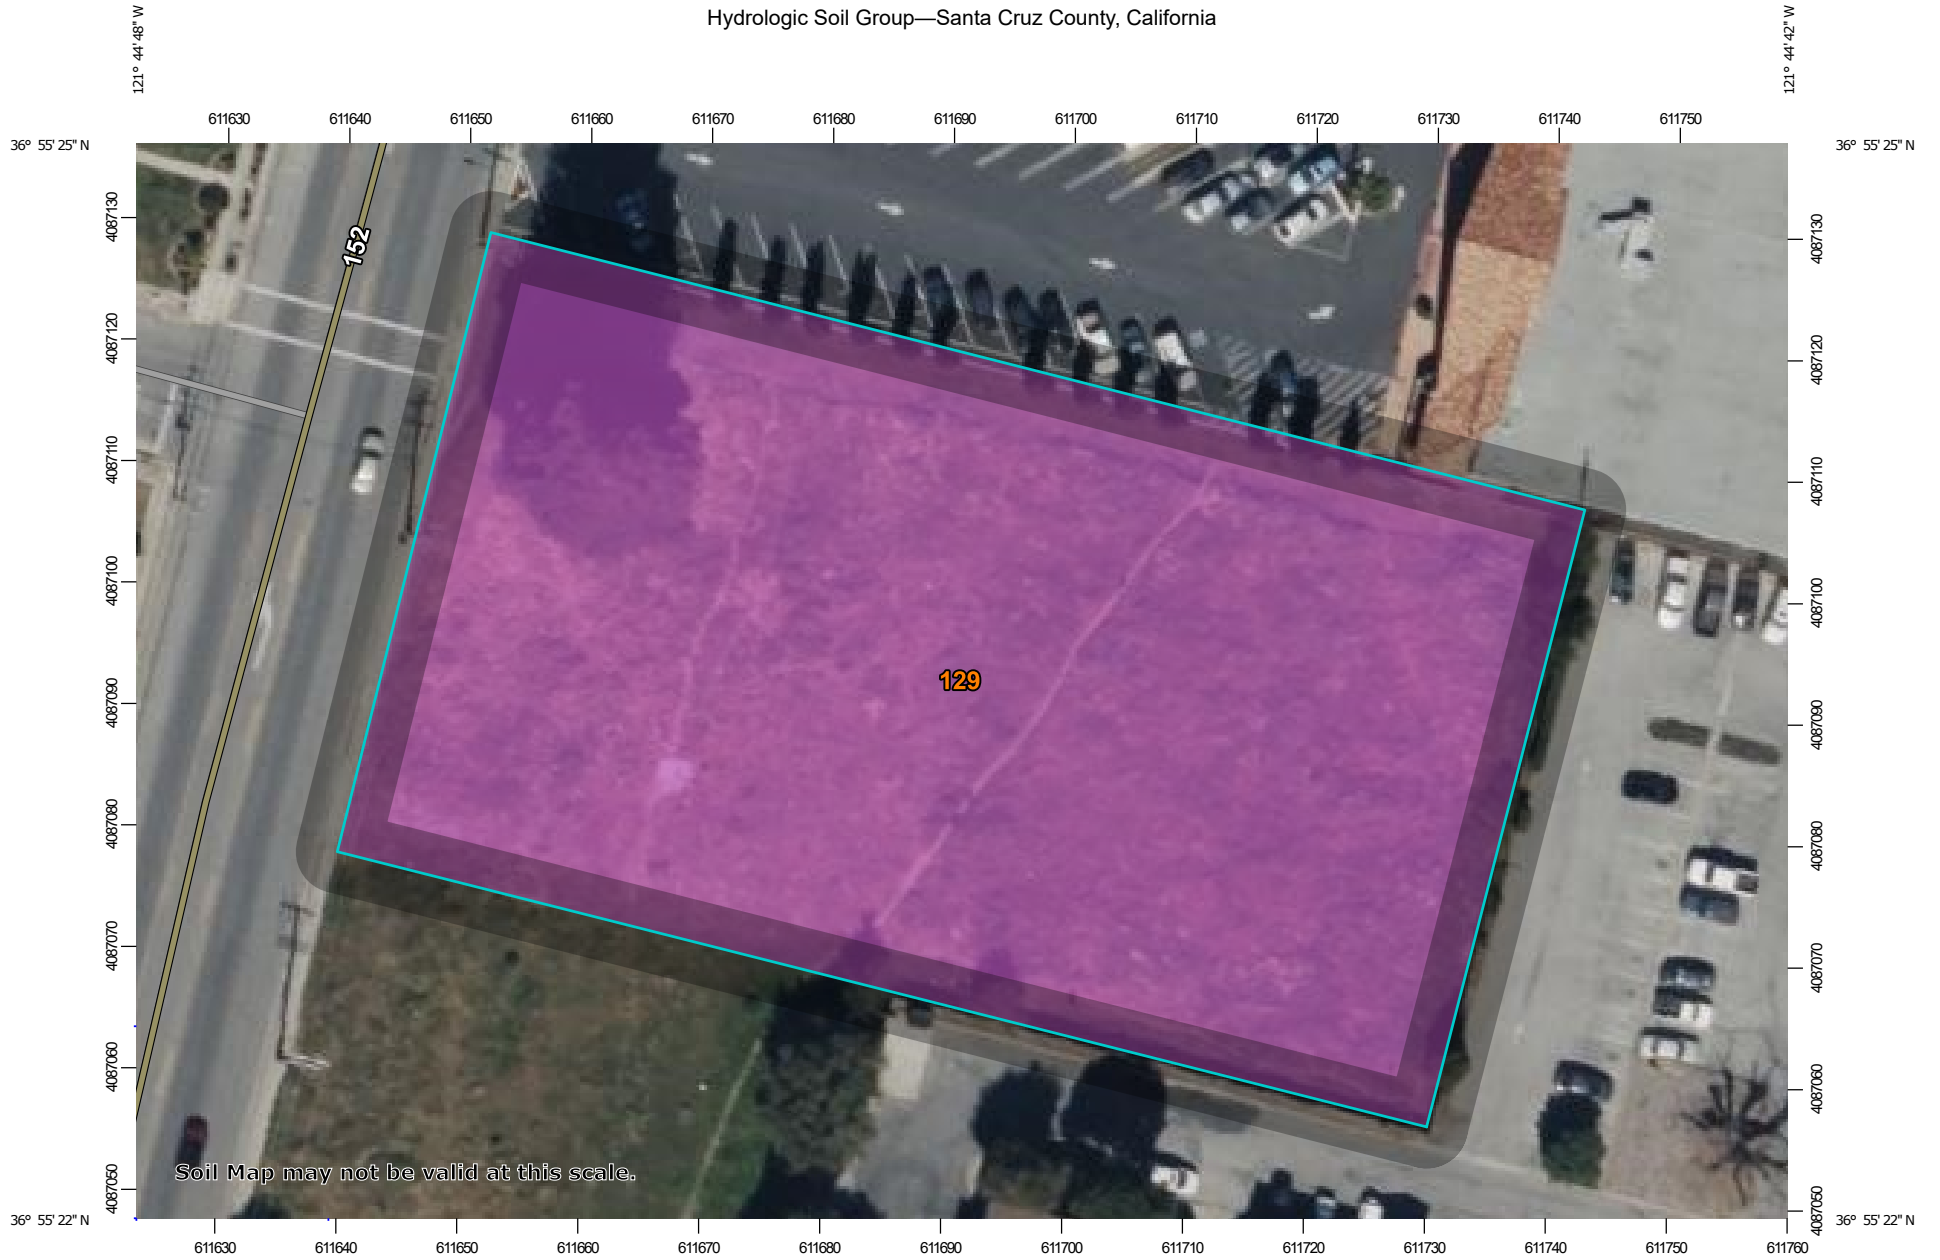 Hydrologic Soil Group—Santa Cruz County, California
121° 44' 48" W
121° 44' 42" W
611630 611640 611650 611660 611670 611680 611690 611700 611710 611720 611730 611740 611750
36° 55' 25" N
36° 55' 25" N
4087130
4087120
4087110
4087100
4087090
4087080
4087070
4087060
4087050
152
129
4087130
4087120
4087110
4087100
4087090
4087080
4087070
4087060
4087050
Soil Map may not be valid at this scale.
36° 55' 22" N
36° 55' 22" N
611630 611640 611650 611660 611670 611680 611690 611700 611710 611720 611730 611740 611750 611760